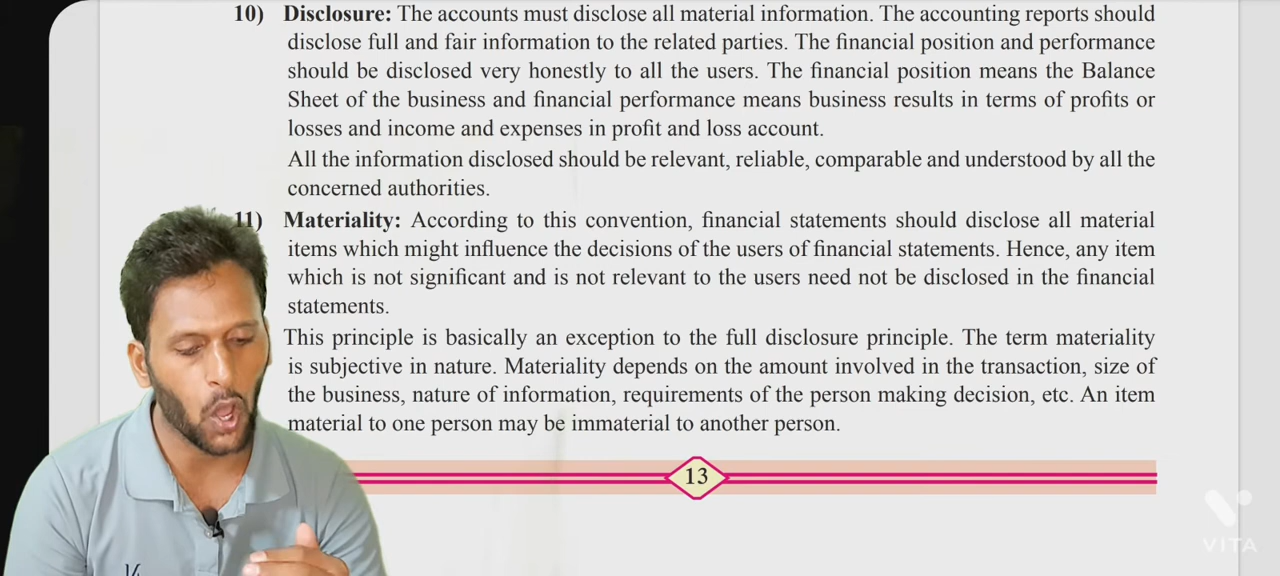 10) Disclosure: The accounts must disclose all material information. The accounting reports should
disclose full and fair information to the related parties. The financial position and performance
should be disclosed very honestly to all the users. The financial position means the Balance
Sheet of the business and financial performance means business results in terms of profits or
losses and income and expenses in profit and loss account.
All the information disclosed should be relevant, reliable, comparable and understood by all the
concerned authorities.
11) Materiality: According to this convention, financial statements should disclose all material
items which might influence the decisions of the users of financial statements. Hence, any item
which is not significant and is not relevant to the users need not be disclosed in the financial
statements.
This principle is basically an exception to the full disclosure principle. The term materiality
is subjective in nature. Materiality depends on the amount involved in the transaction, size of
the business, nature of information, requirements of the person making decision, etc. An item
material to one person may be immaterial to another person.
13
VITA